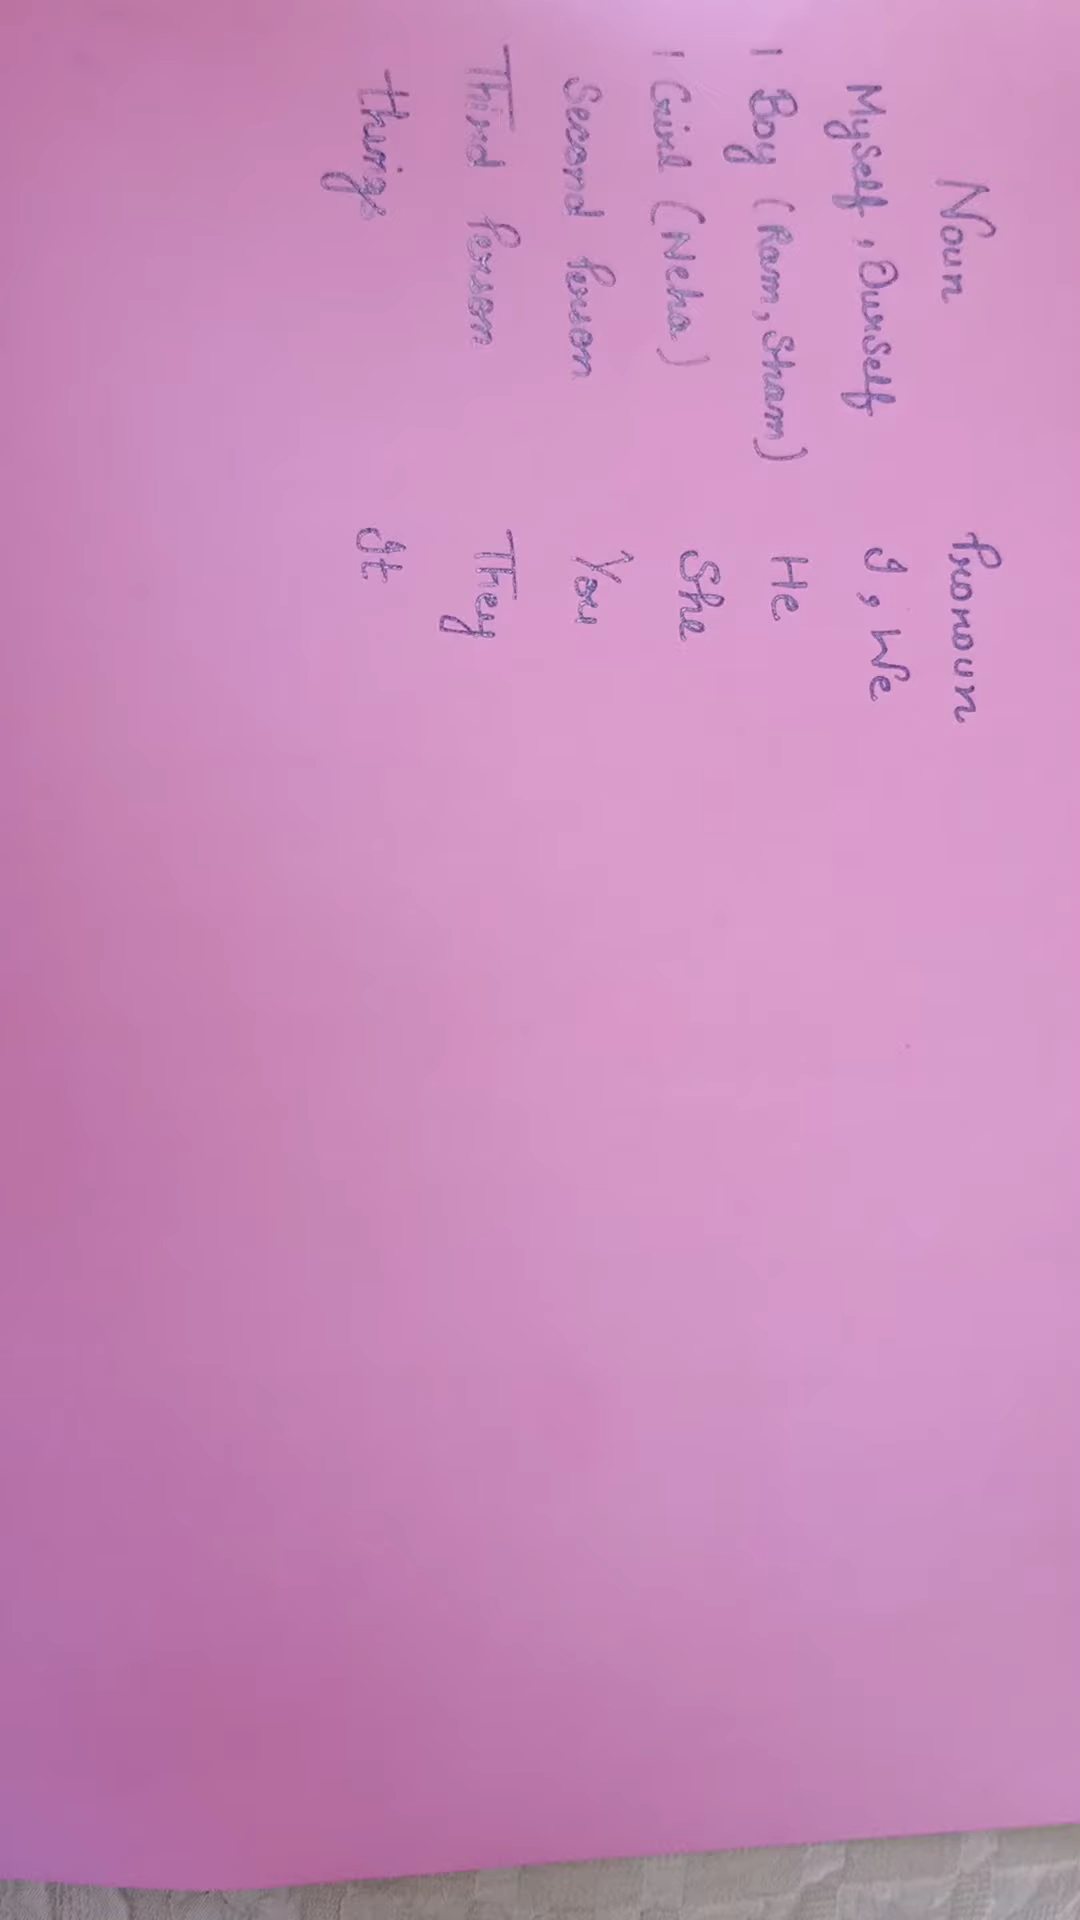 Noun Pronoun
Myself, Ourself I, We
1 Boy (Ram, Sham) He
1 Girl (Neha) She
Second Person You
Third Person They
things It